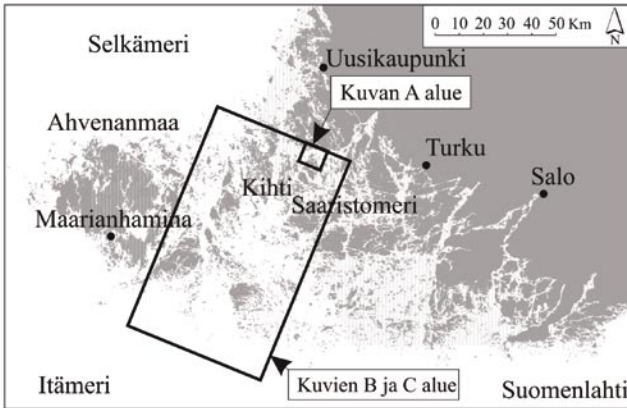 Selkämeri
0 10 20 30 40 50 Km
N
Uusikaupunki
Kuvan A alue
Ahvenanmaa
Turku
Kihti
Salo
Saaristomeri
Maarianhamina
Itämeri
Kuvien B ja C alue
Suomenlahti